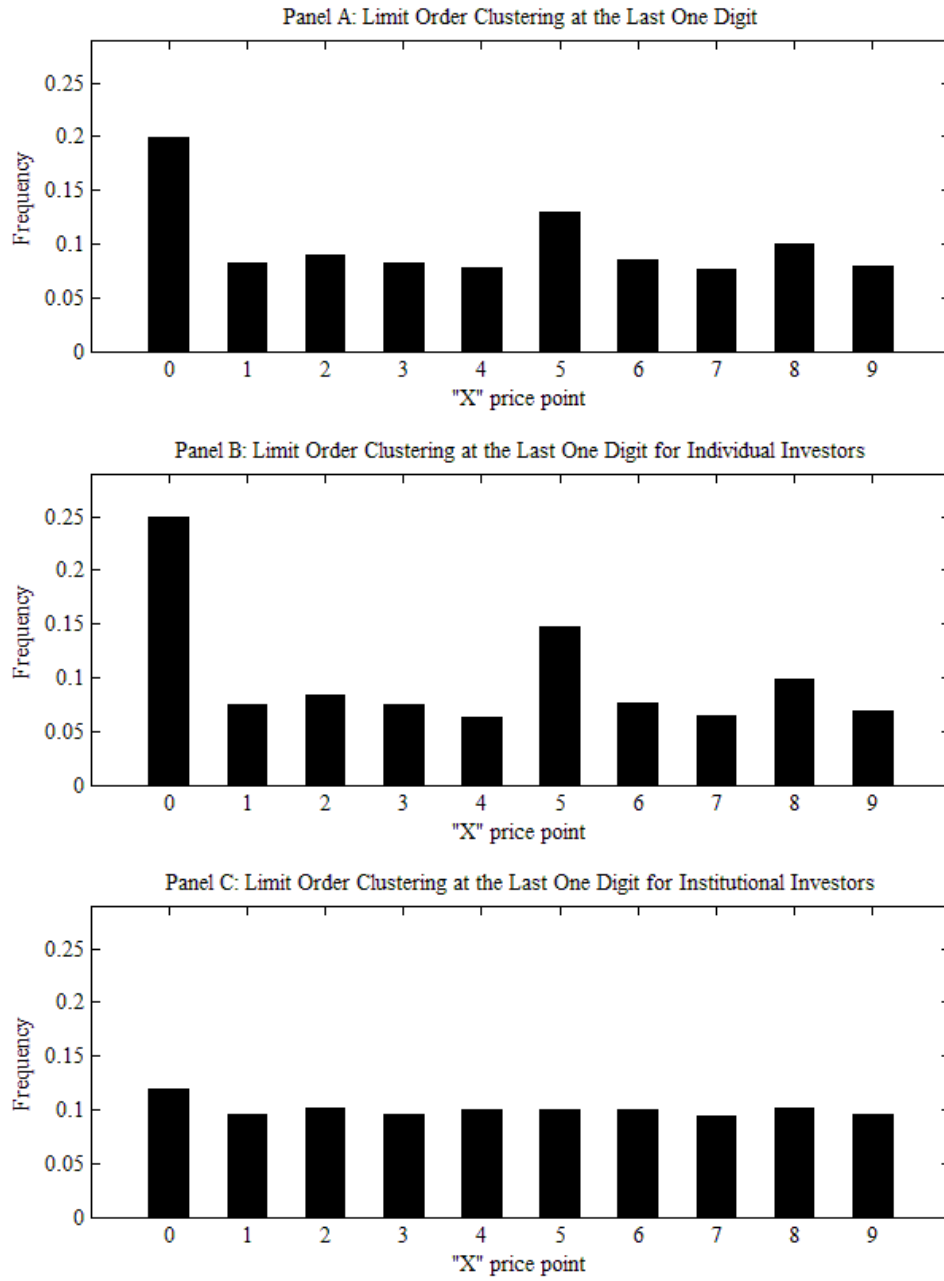 Panel A: Limit Order Clustering at the Last One Digit
0.25
0.2
0.15
0.1
0.05
0
Frequency
0 1 2 3 4 5 6 7 8 9
"X" price point
Panel B: Limit Order Clustering at the Last One Digit for Individual Investors
0.25
0.2
0.15
0.1
0.05
0
Frequency
0 1 2 3 4 5 6 7 8 9
"X" price point
Panel C: Limit Order Clustering at the Last One Digit for Institutional Investors
0.25
0.2
0.15
0.1
0.05
0
Frequency
0 1 2 3 4 5 6 7 8 9
"X" price point